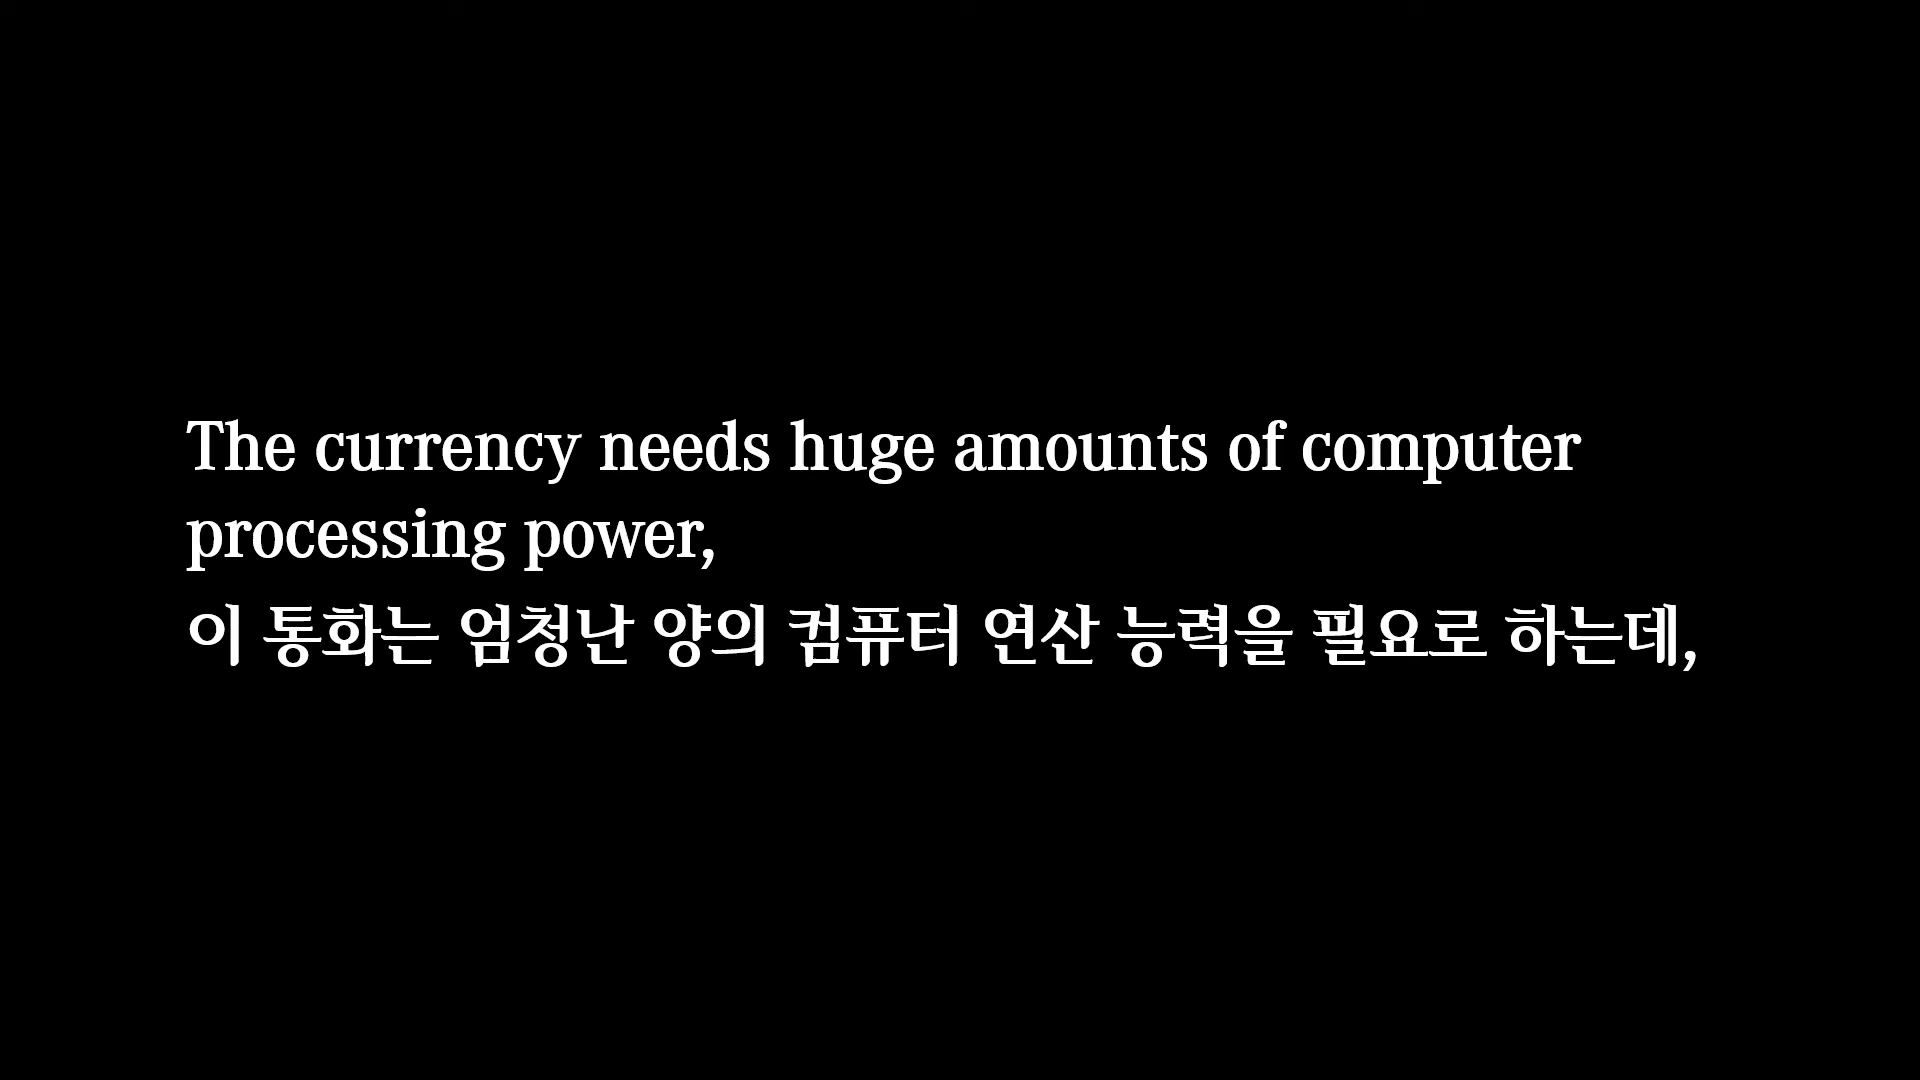 The currency needs huge amounts of computer
processing power,
이 통화는 엄청난 양의 컴퓨터 연산 능력을 필요로 하는데,